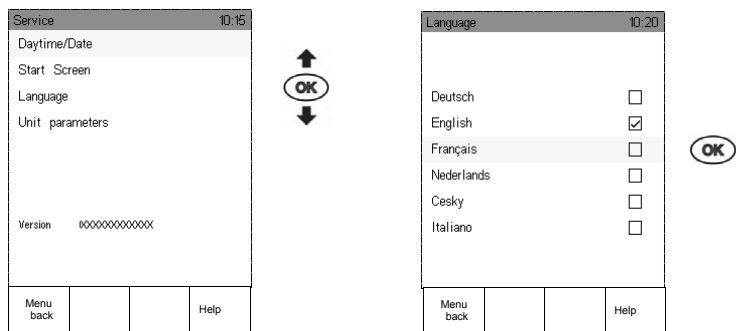 Service 10:15
Daytime/Date
Start Screen
Language
Unit parameters
Version
Menu
back
Help
OK
Language 10:20
Deutsch
English
Français
Nederlands
Cesky
Italiano
Menu
back
Help
OK